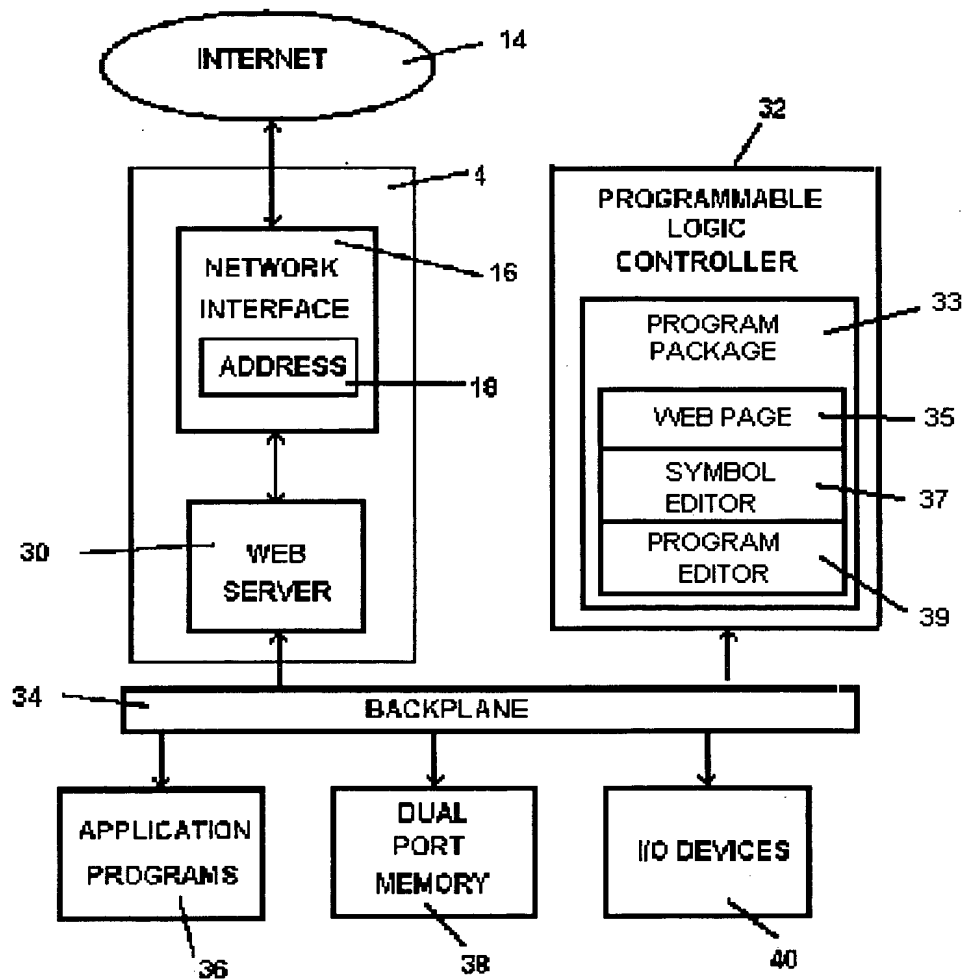 INTERNET
14
4
NETWORK
INTERFACE
16
ADDRESS
18
30
WEB
SERVER
32
PROGRAMMABLE
LOGIC
CONTROLLER
33
PROGRAM
PACKAGE
WEB PAGE
35
SYMBOL
EDITOR
37
PROGRAM
EDITOR
39
34
BACKPLANE
APPLICATION
PROGRAMS
36
DUAL
PORT
MEMORY
38
I/O DEVICES
40